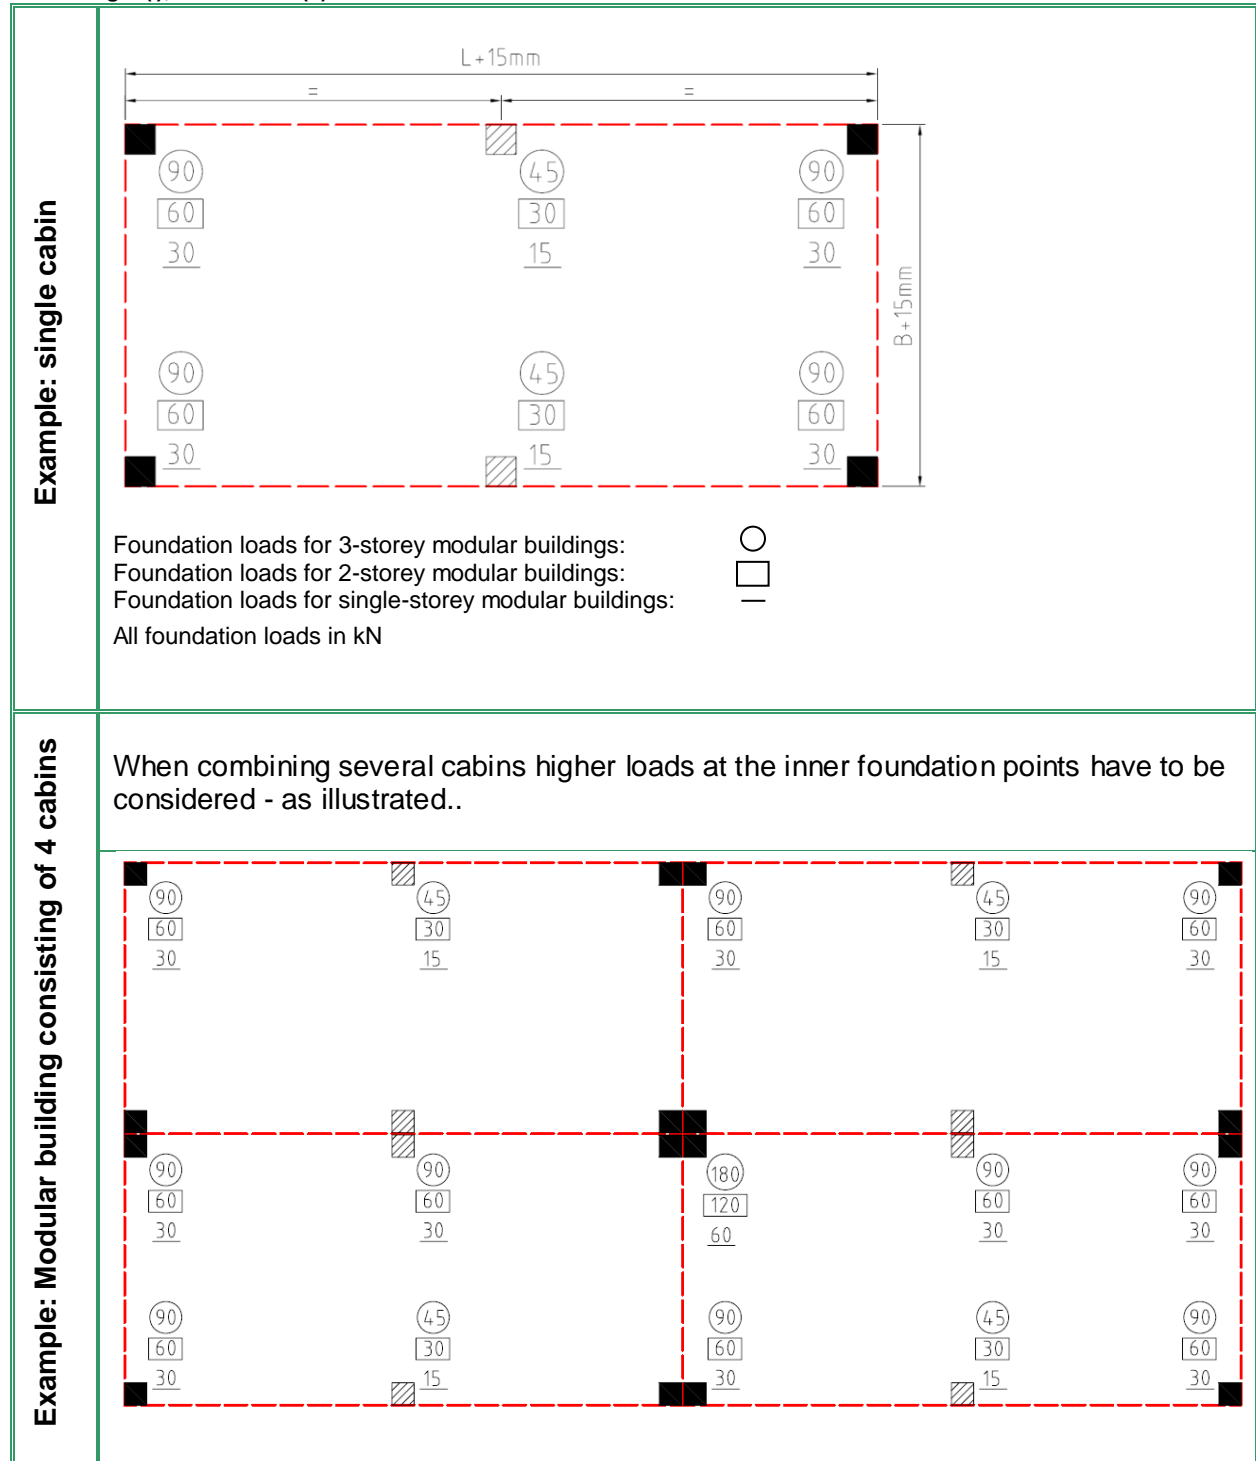 Example: single cabin
L+15mm
= =
90 45 90
60 30 60
30 15 30
B+15mm
90 45 90
60 30 60
30 15 30
Foundation loads for 3-storey modular buildings:
Foundation loads for 2-storey modular buildings:
Foundation loads for single-storey modular buildings:
All foundation loads in kN
Example: Modular building consisting of 4 cabins
When combining several cabins higher loads at the inner foundation points have to be
considered - as illustrated..
90 45 90 45 90
60 30 60 30 60
30 15 30 15 30
90 90 180 90 90
60 60 120 60 60
30 30 60 30 30
90 45 90 45 90
60 30 60 30 60
30 15 30 15 30